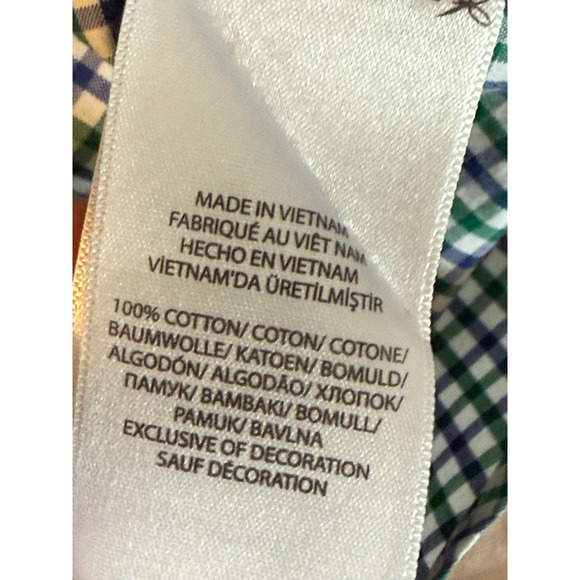 MADE IN VIETNAM
FABRIQUÉ AU VIÊT NAM
HECHO EN VIETNAM
VİETNAM'DA ÜRETİLMİŞTİR
100% COTTON/ COTON/ COTONE/
BAUMWOLLE/ KATOEN/ BOMULD/
ALGODÓN/ ALGODÃO/ ХЛОПОК/
ПАМУК/ BAMBAKI/ BOMULL/
PAMUK/ BAVLNA
EXCLUSIVE OF DECORATION
SAUF DÉCORATION